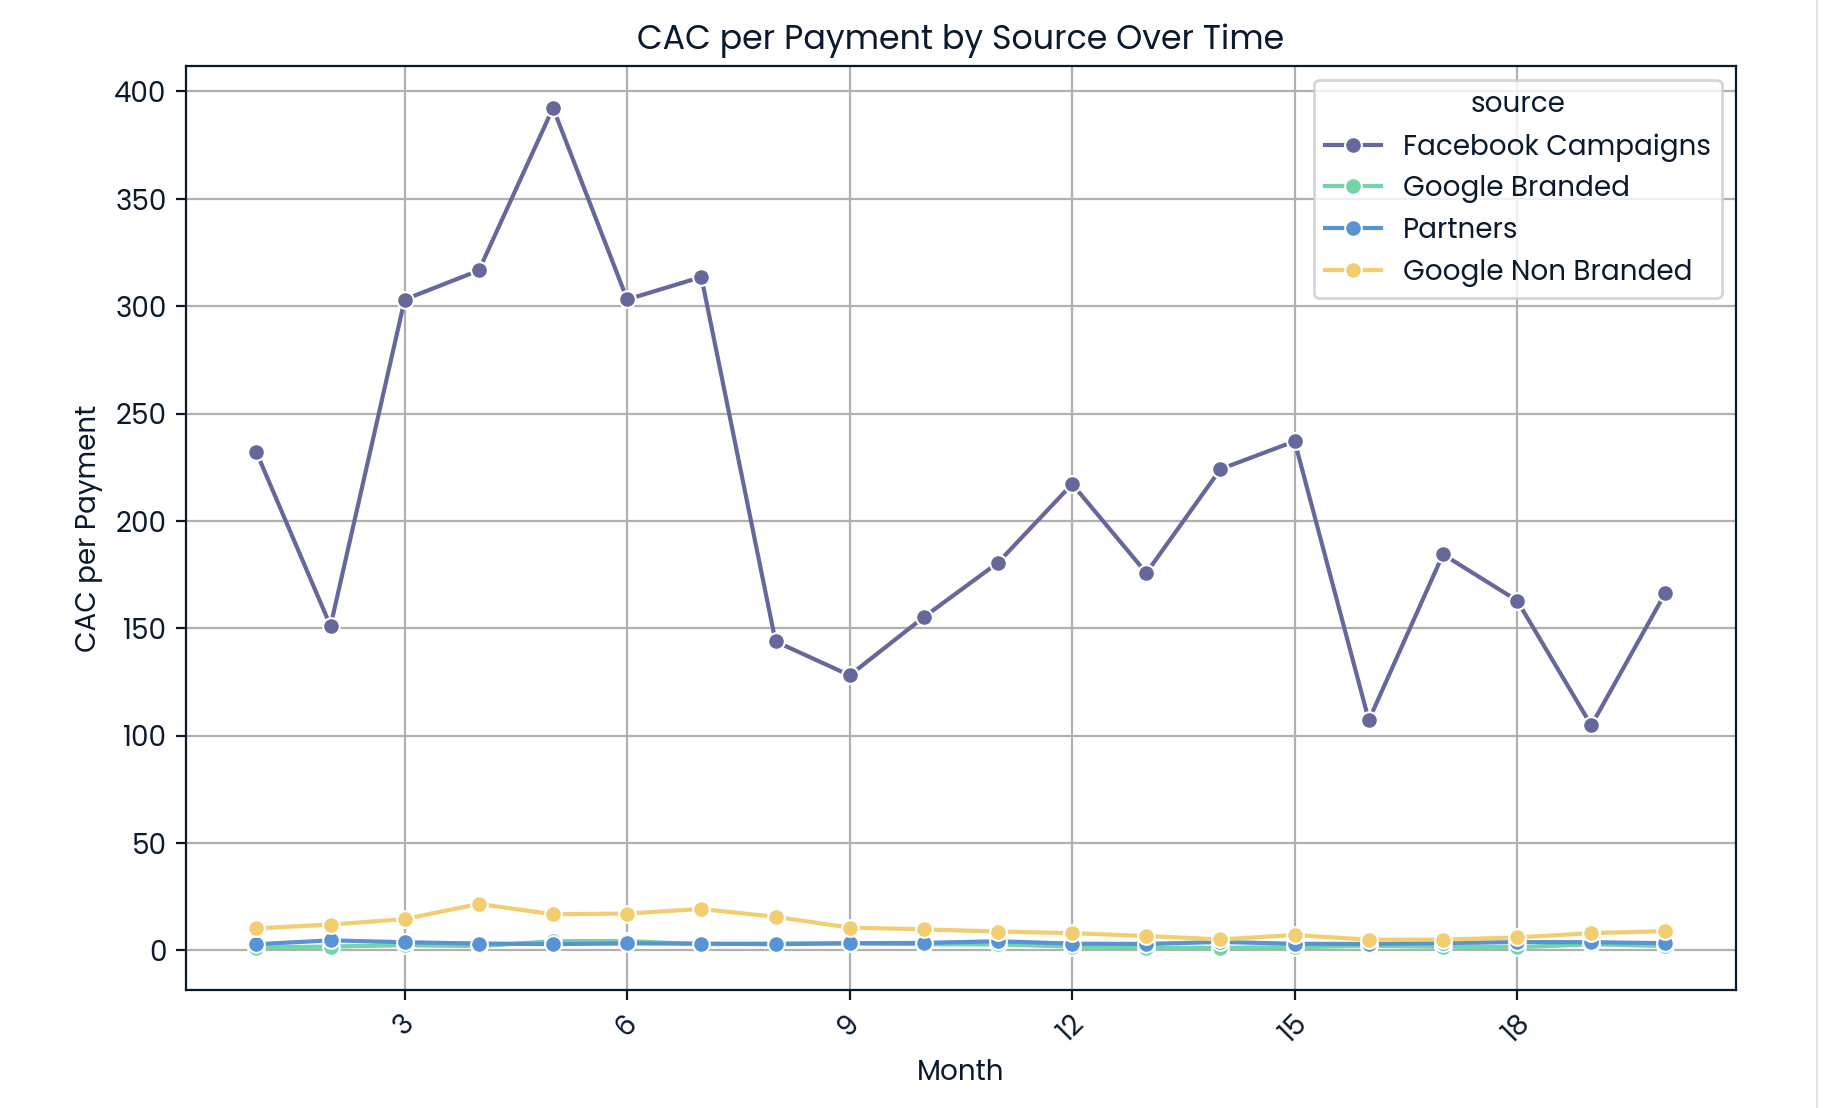 CAC per Payment by Source Over Time
400
350
300
250
200
150
100
50
0
CAC per Payment
source
Facebook Campaigns
Google Branded
Partners
Google Non Branded
3
6
9
12
15
18
Month